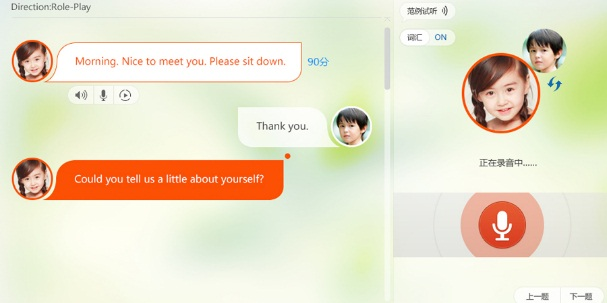 Direction:Role-Play
Morning. Nice to meet you. Please sit down.
90分
Thank you.
Could you tell us a little about yourself?
范例试听
词汇 ON
正在录音中......
上一题 下一题